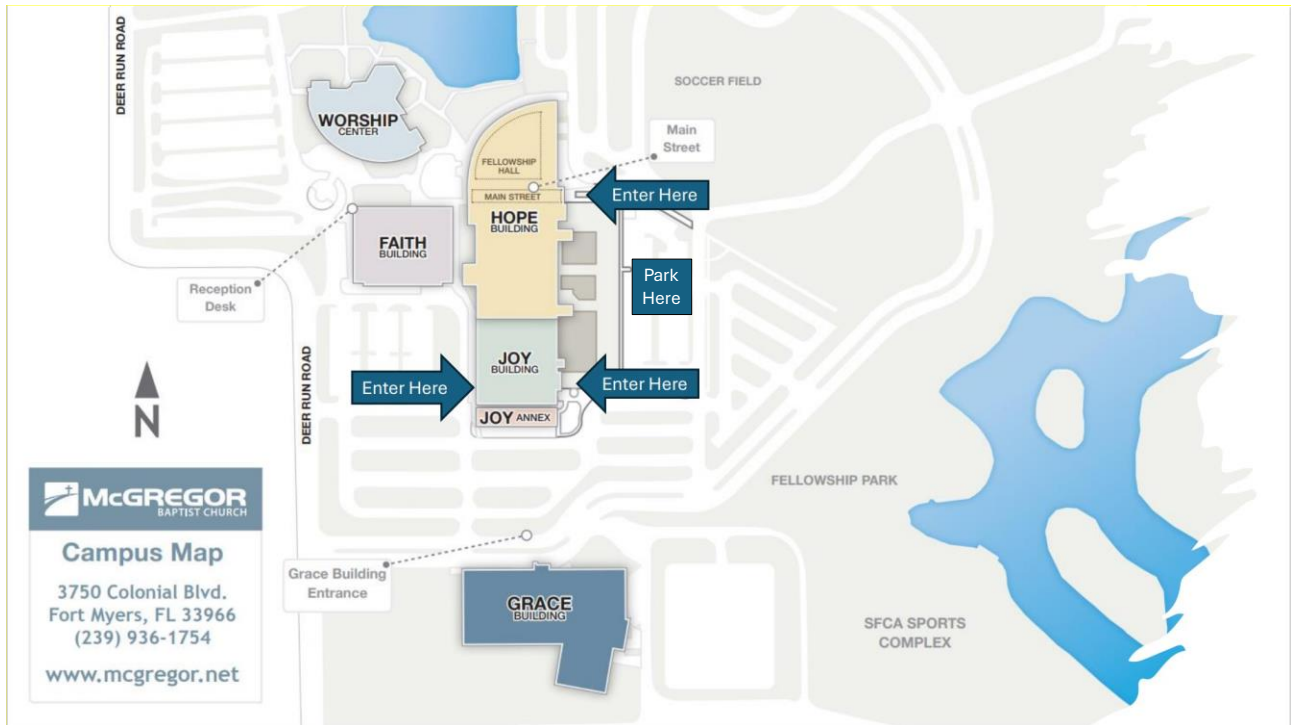 DEER RUN ROAD
SOCCER FIELD
WORSHIP
CENTER
Main
Street
FELLOWSHIP
HALL
MAIN STREET
Enter Here
HOPE
BUILDING
FAITH
BUILDING
Park
Here
Reception
Desk
JOY
BUILDING
Enter Here
Enter Here
DEER RUN ROAD
JOY ANNEX
N
McGREGOR
BAPTIST CHURCH
Campus Map
3750 Colonial Blvd.
Fort Myers, FL 33966
(239) 936-1754
www.mcgregor.net
FELLOWSHIP PARK
Grace Building
Entrance
GRACE
BUILDING
SFCA SPORTS
COMPLEX